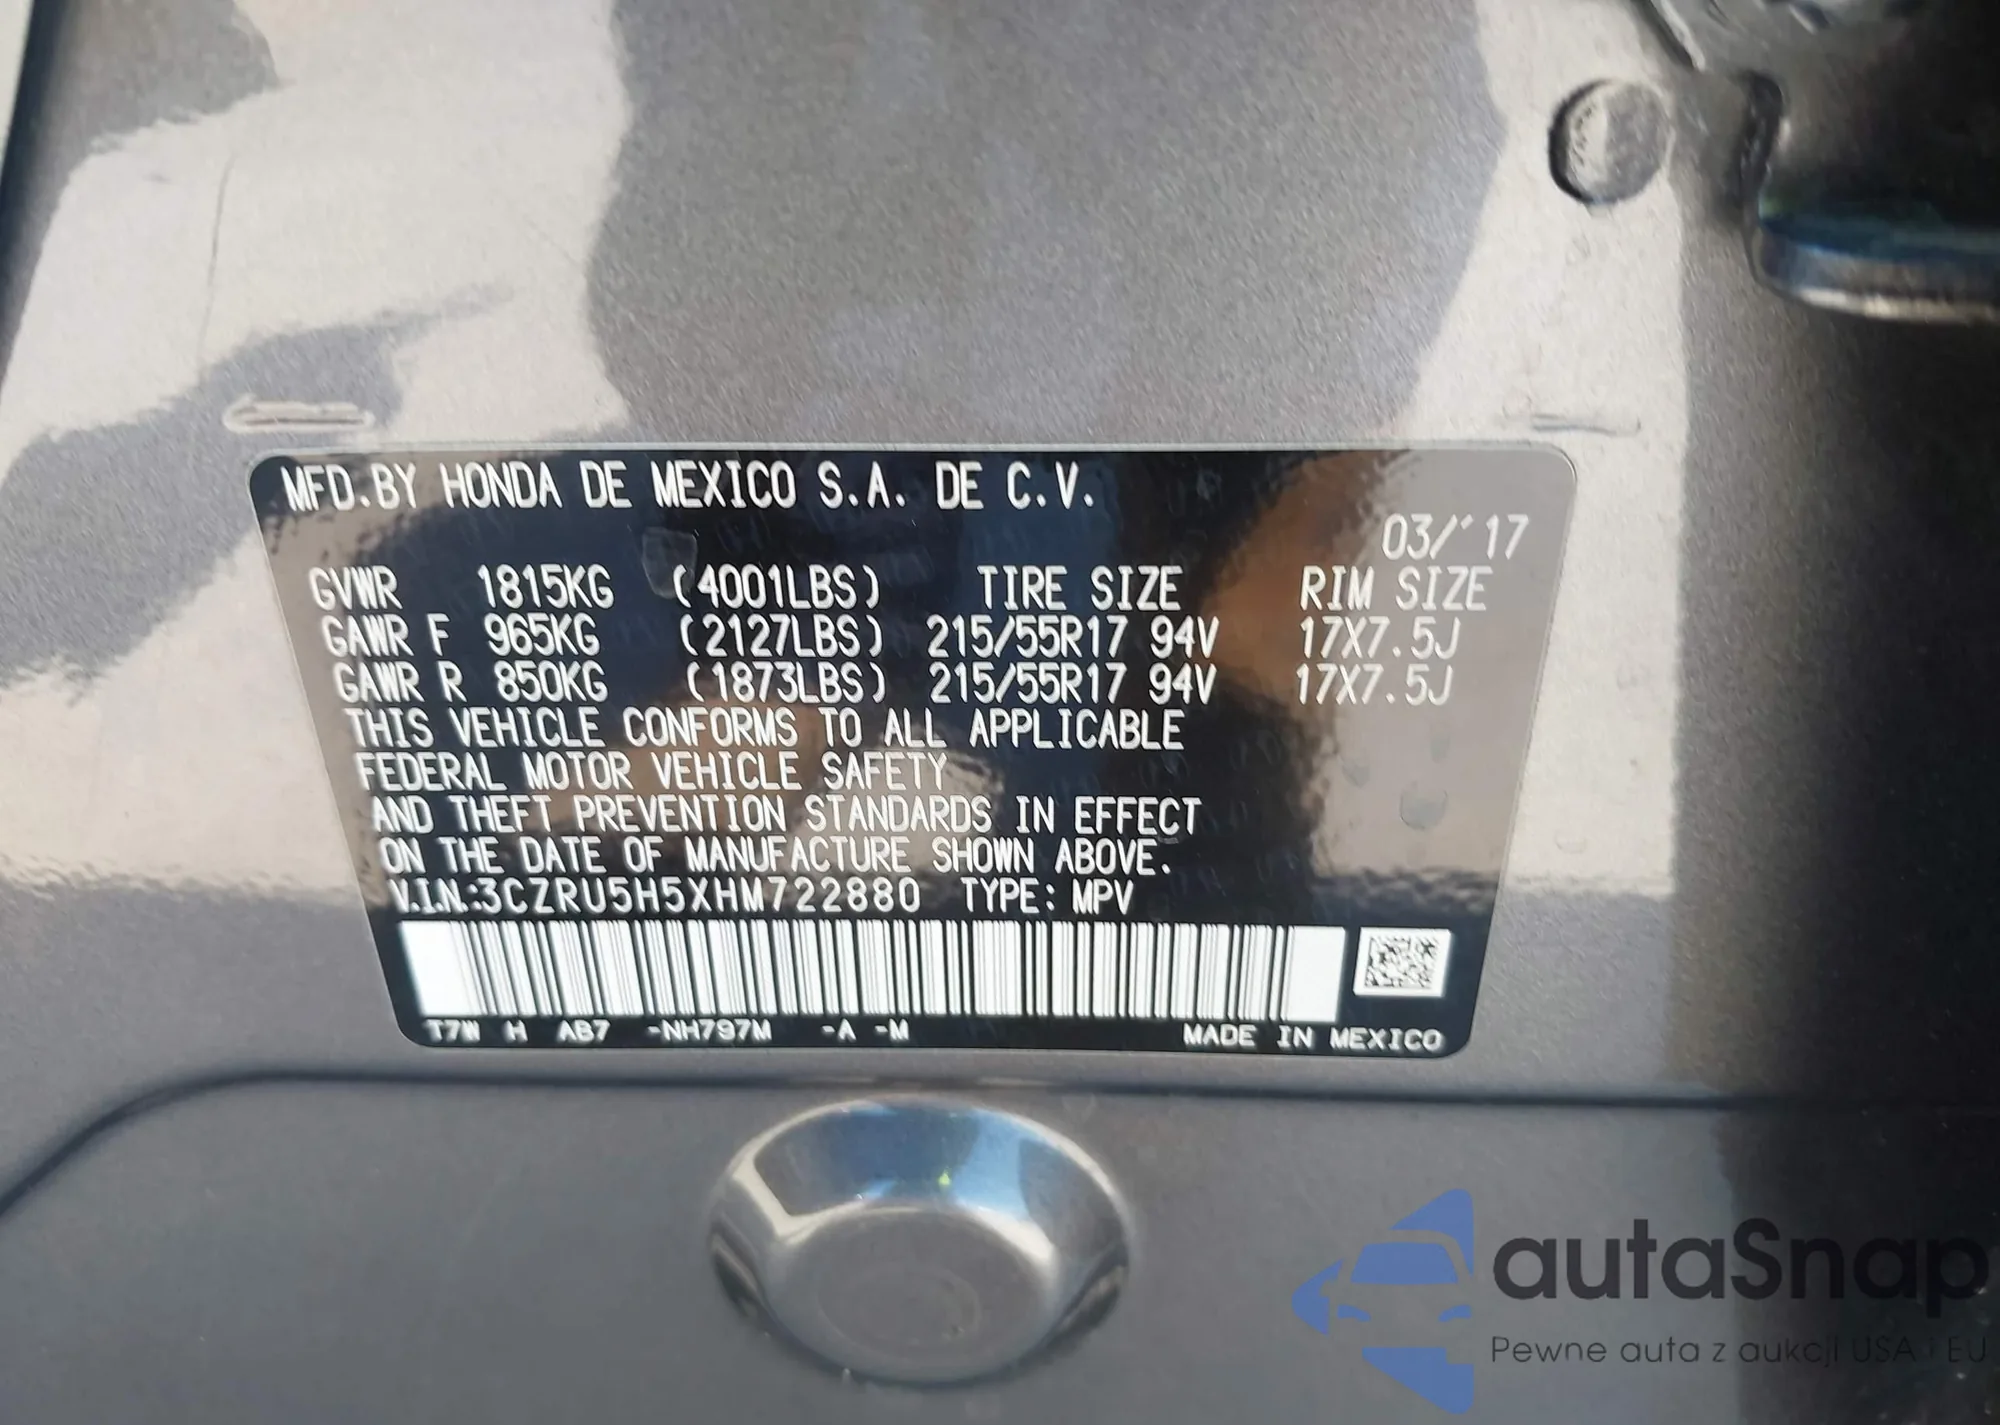 MFD.BY HONDA DE MEXICO S.A. DE C.V.
03/'17
GVWR 1815KG (4001LBS) TIRE SIZE RIM SIZE
GAWR F 965KG (2127LBS) 215/55R17 94V 17X7.5J
GAWR R 850KG (1873LBS) 215/55R17 94V 17X7.5J
THIS VEHICLE CONFORMS TO ALL APPLICABLE
FEDERAL MOTOR VEHICLE SAFETY
AND THEFT PREVENTION STANDARDS IN EFFECT
ON THE DATE OF MANUFACTURE SHOWN ABOVE.
V.I.N.:3CZRU5H5XHM722880 TYPE: MPV
T7W H AB7 -NH797M -A -M MADE IN MEXICO
autaSnap
Pewne auta z aukcji USA i EU